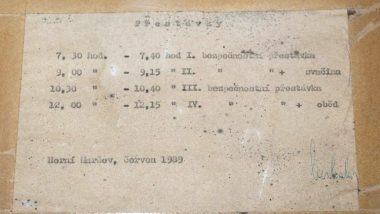 Přestávky
7,30 hod. - 7,40 hod I. bezpečnostní přestávka
9,00 " - 9,15 " II. " " + svačina
10,30 " - 10,40 " III. bezpečnostní přestávka
12,00 " - 12,15 " IV. " " + oběd
Horní Maršov, červen 1989